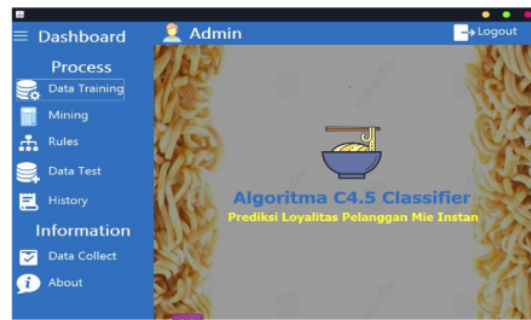 Dashboard
Admin
Logout
Process
Data Training
Mining
Rules
Data Test
History
Information
Data Collect
About
Algoritma C4.5 Classifier
Prediksi Loyalitas Pelanggan Mie Instan